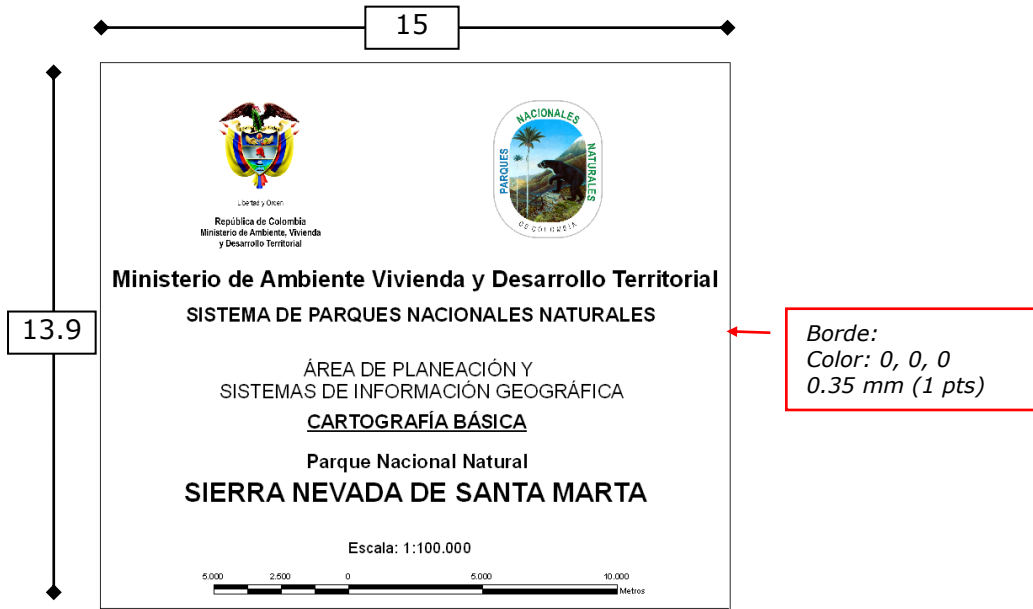 15
13.9
Libertad y Orden
República de Colombia
Ministerio de Ambiente, Vivienda
y Desarrollo Territorial
PARQUES NACIONALES NATURALES
DE COLOMBIA
Ministerio de Ambiente Vivienda y Desarrollo Territorial
SISTEMA DE PARQUES NACIONALES NATURALES
ÁREA DE PLANEACIÓN Y
SISTEMAS DE INFORMACIÓN GEOGRÁFICA
CARTOGRAFÍA BÁSICA
Parque Nacional Natural
SIERRA NEVADA DE SANTA MARTA
Escala: 1:100.000
5.000 2.500 0 5.000 10.000
Metros
Borde:
Color: 0, 0, 0
0.35 mm (1 pts)